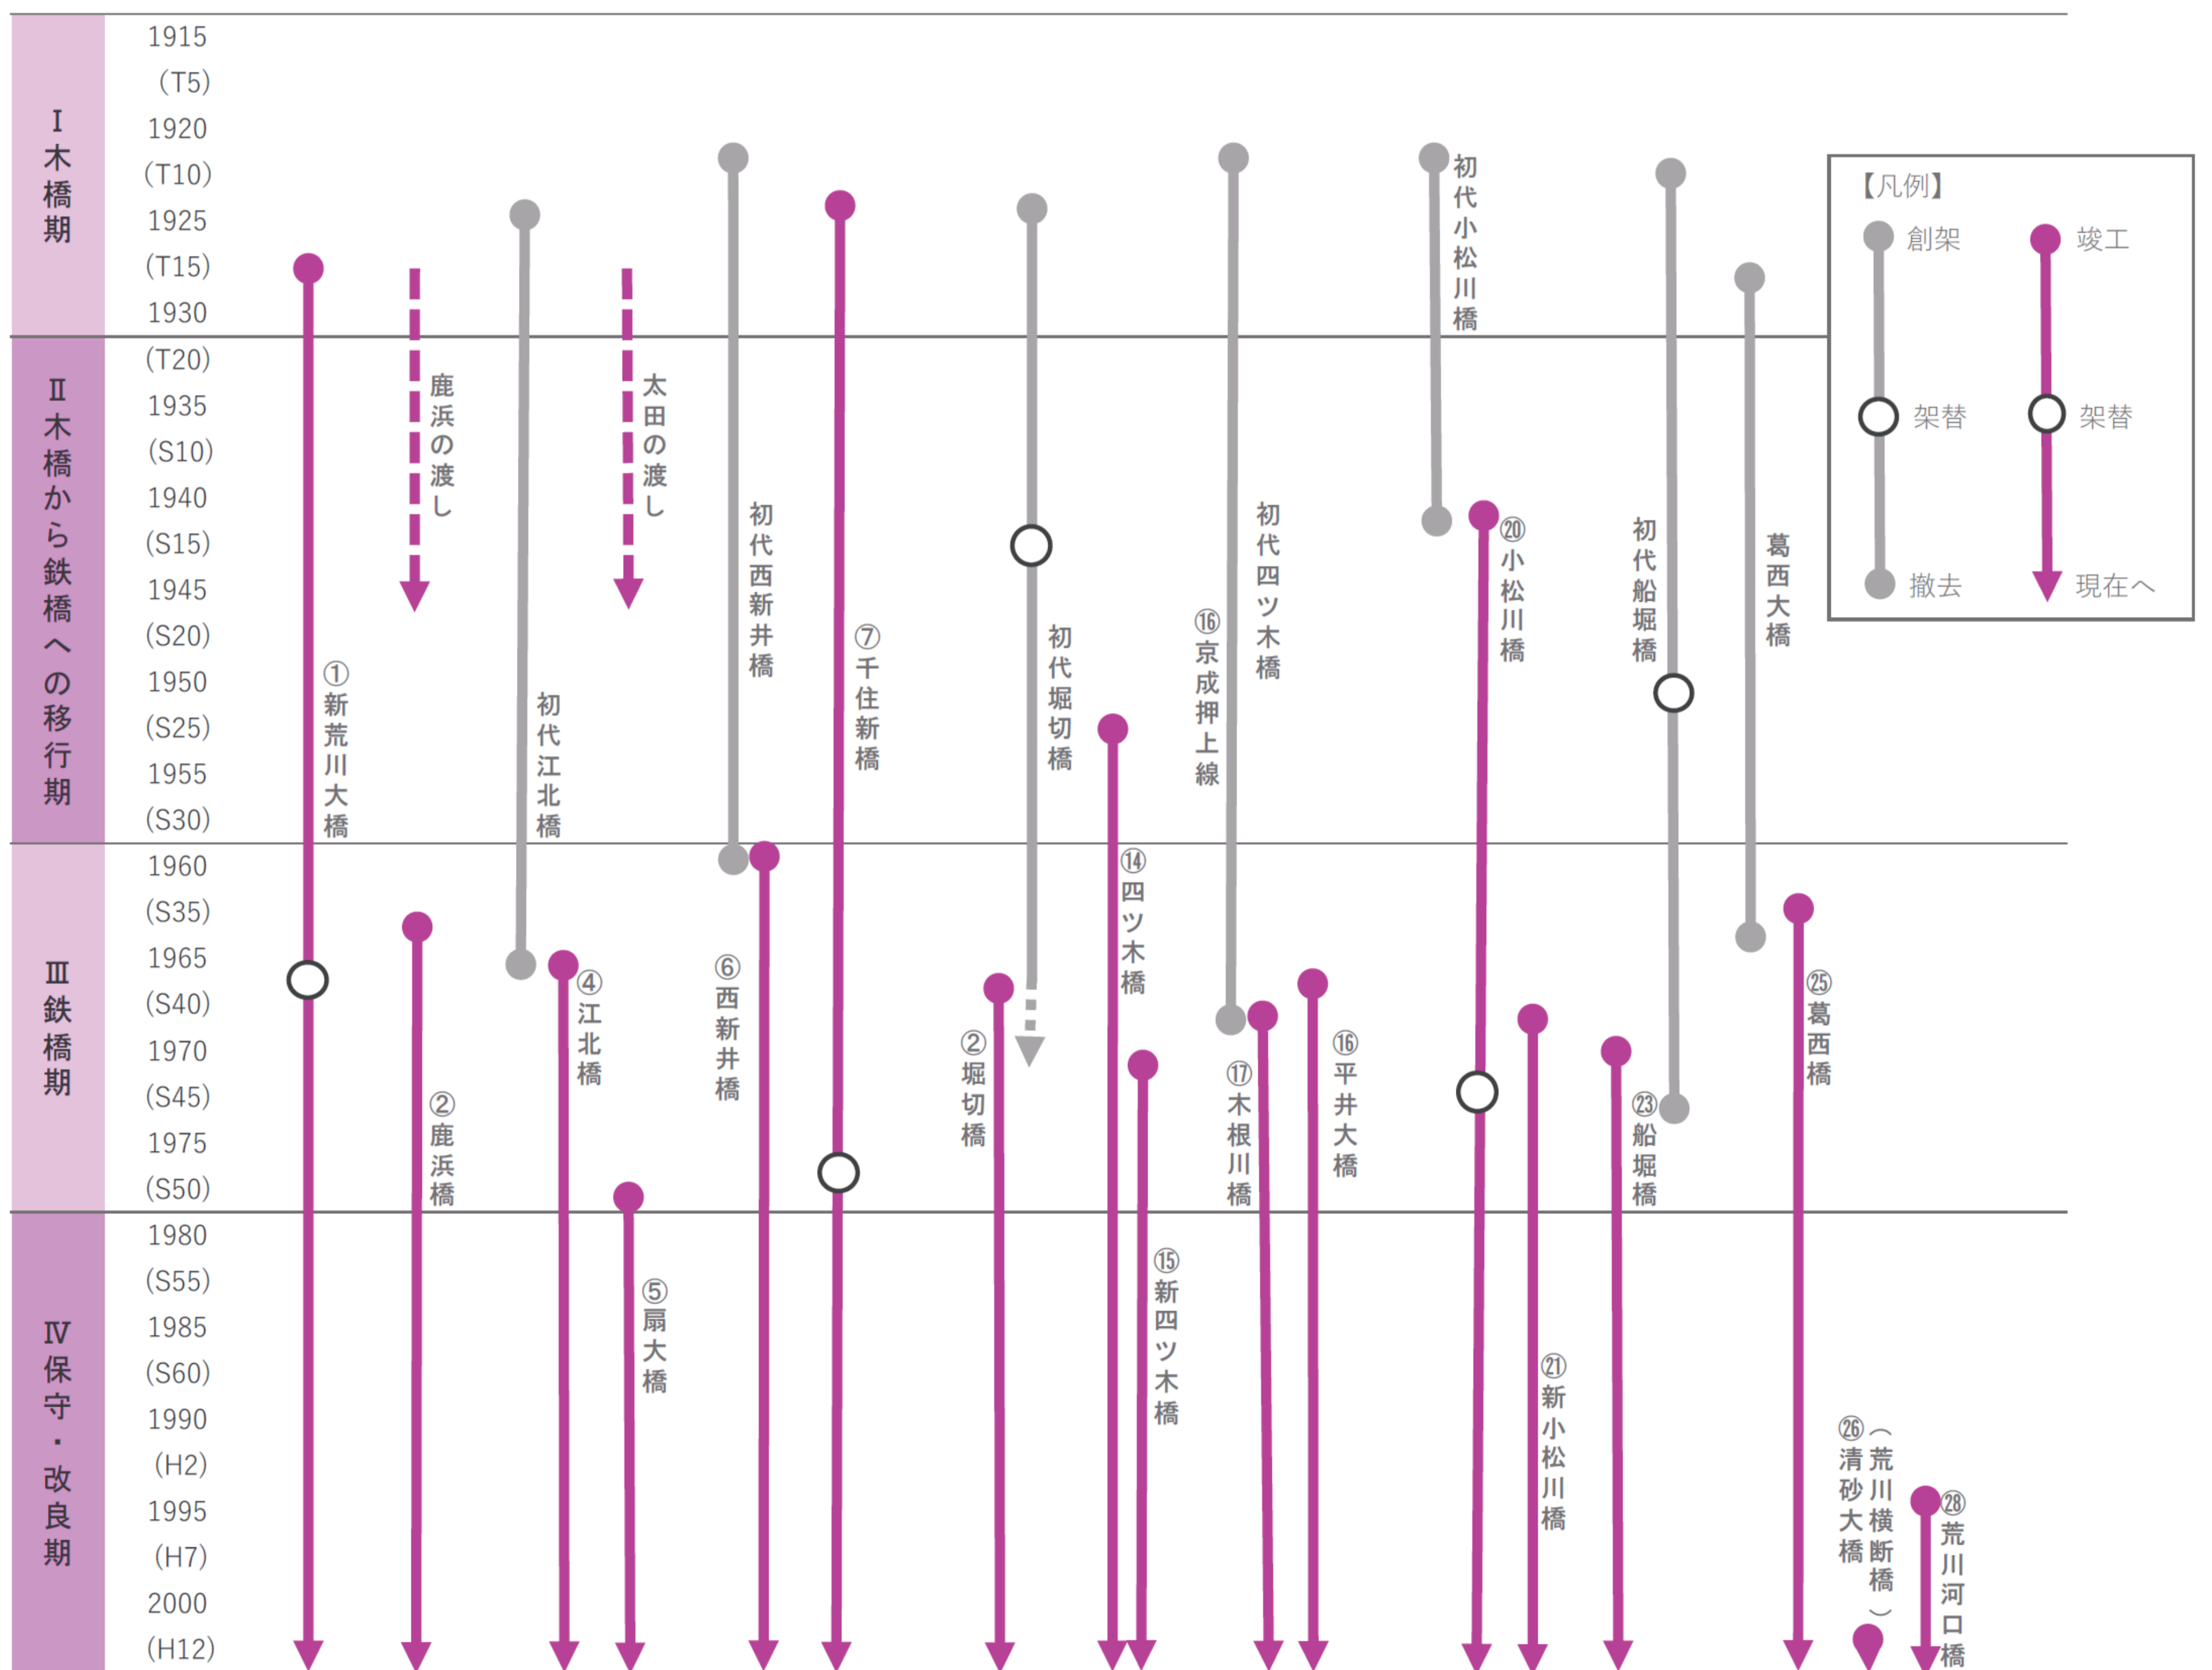 Ⅰ木橋期
Ⅱ木橋から鉄橋への移行期
Ⅲ鉄橋期
Ⅳ保守・改良期
1915
(T5)
1920
(T10)
1925
(T15)
1930
(T20)
1935
(S10)
1940
(S15)
1945
(S20)
1950
(S25)
1955
(S30)
1960
(S35)
1965
(S40)
1970
(S45)
1975
(S50)
1980
(S55)
1985
(S60)
1990
(H2)
1995
(H7)
2000
(H12)
①新荒川大橋
鹿浜の渡し
②鹿浜橋
初代江北橋
④江北橋
太田の渡し
⑤扇大橋
初代西新井橋
⑥西新井橋
⑦千住新橋
②堀切橋
初代堀切橋
⑭四ツ木橋
⑮新四ツ木橋
⑯京成押上線
初代四ツ木橋
⑰木根川橋
⑯平井大橋
初代小松川橋
⑳小松川橋
㉑新小松川橋
初代船堀橋
㉓船堀橋
葛西大橋
㉕葛西橋
㉖清砂大橋
（荒川横断橋）
㉘荒川河口橋
【凡例】
創架
竣工
架替
架替
撤去
現在へ